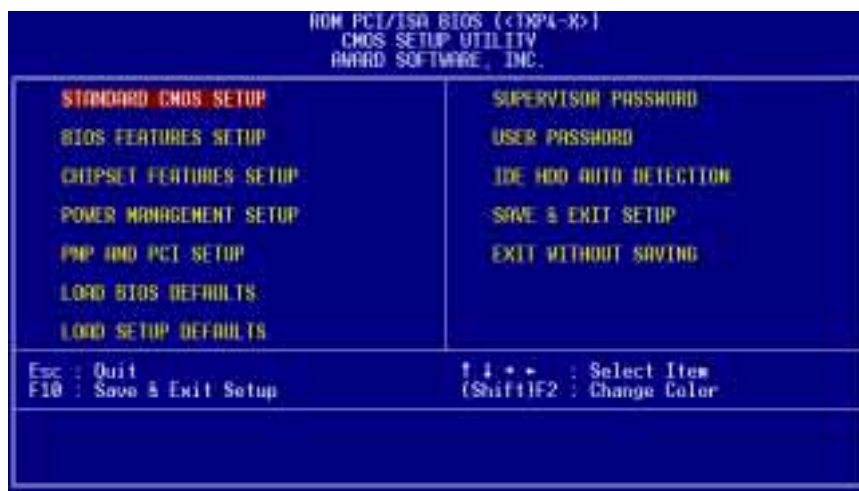 ROM PCI/ISA BIOS (<TXP4-X>)
CMOS SETUP UTILITY
AWARD SOFTWARE, INC.
STANDARD CMOS SETUP
BIOS FEATURES SETUP
CHIPSET FEATURES SETUP
POWER MANAGEMENT SETUP
PNP AND PCI SETUP
LOAD BIOS DEFAULTS
LOAD SETUP DEFAULTS
SUPERVISOR PASSWORD
USER PASSWORD
IDE HDD AUTO DETECTION
SAVE & EXIT SETUP
EXIT WITHOUT SAVING
Esc : Quit
F10 : Save & Exit Setup
↑ ↓ → ← : Select Item
(Shift)F2 : Change Color